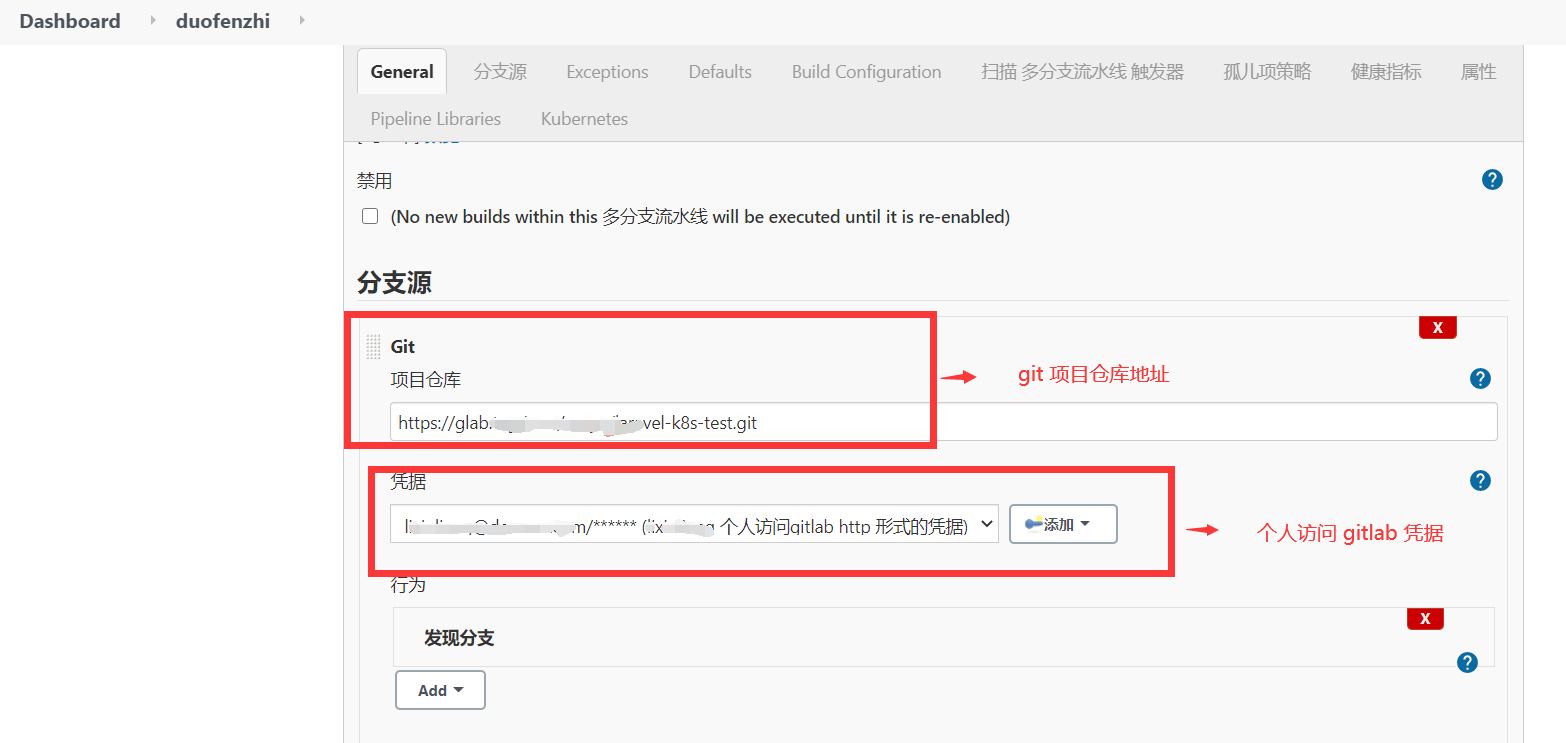 Dashboard duofenzhi
General 分支源 Exceptions Defaults Build Configuration 扫描 多分支流水线 触发器 孤儿项策略 健康指标 属性
Pipeline Libraries Kubernetes
禁用
(No new builds within this 多分支流水线 will be executed until it is re-enabled)
分支源
X
Git
项目仓库
git 项目仓库地址
https://glab. vel-k8s-test.git
凭据
/****** ( 个人访问gitlab http 形式的凭据) 添加
个人访问 gitlab 凭据
行为
X
发现分支
Add